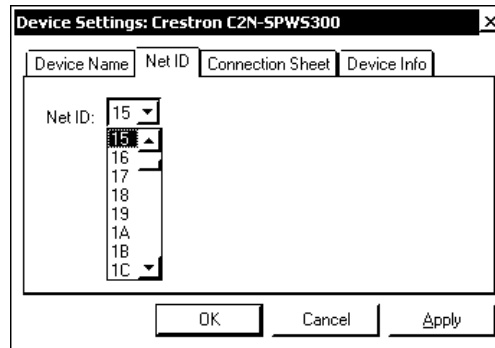 Device Settings: Crestron C2N-SPWS300
Device Name Net ID Connection Sheet Device Info
Net ID: 15
15
16
17
18
19
1A
1B
1C
OK Cancel Apply